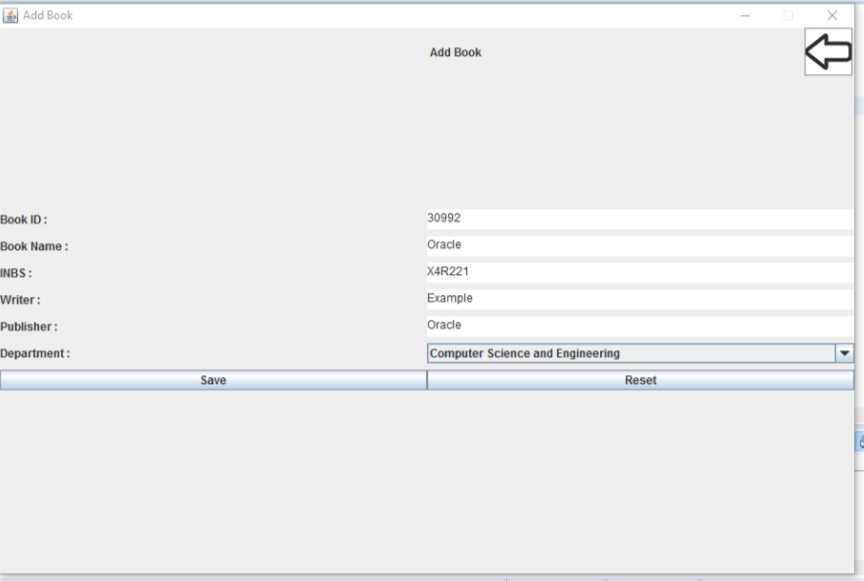 Add Book
Add Book
Book ID : 30992
Book Name : Oracle
INBS : X4R221
Writer : Example
Publisher : Oracle
Department : Computer Science and Engineering
Save Reset